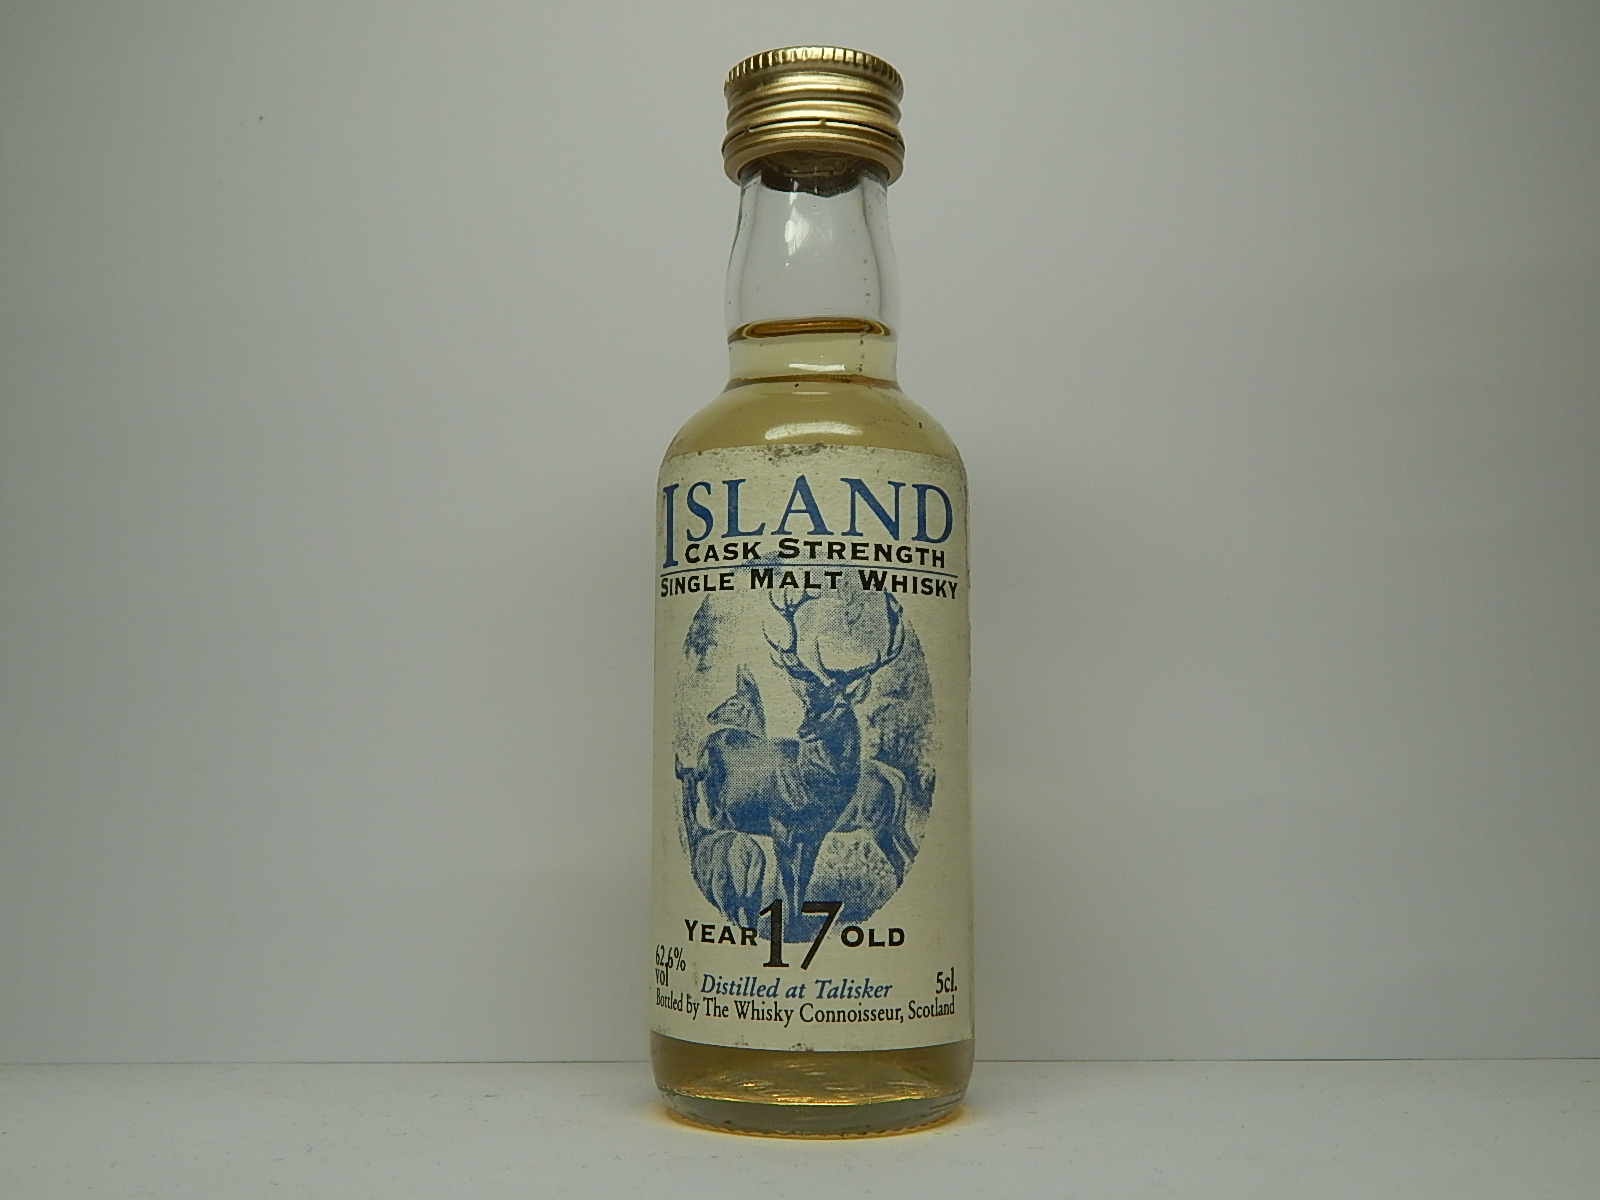 ISLAND
CASK STRENGTH
SINGLE MALT WHISKY
YEAR 17 OLD
62,6%
vol
Distilled at Talisker
5cl.
Bottled by The Whisky Connoisseur, Scotland